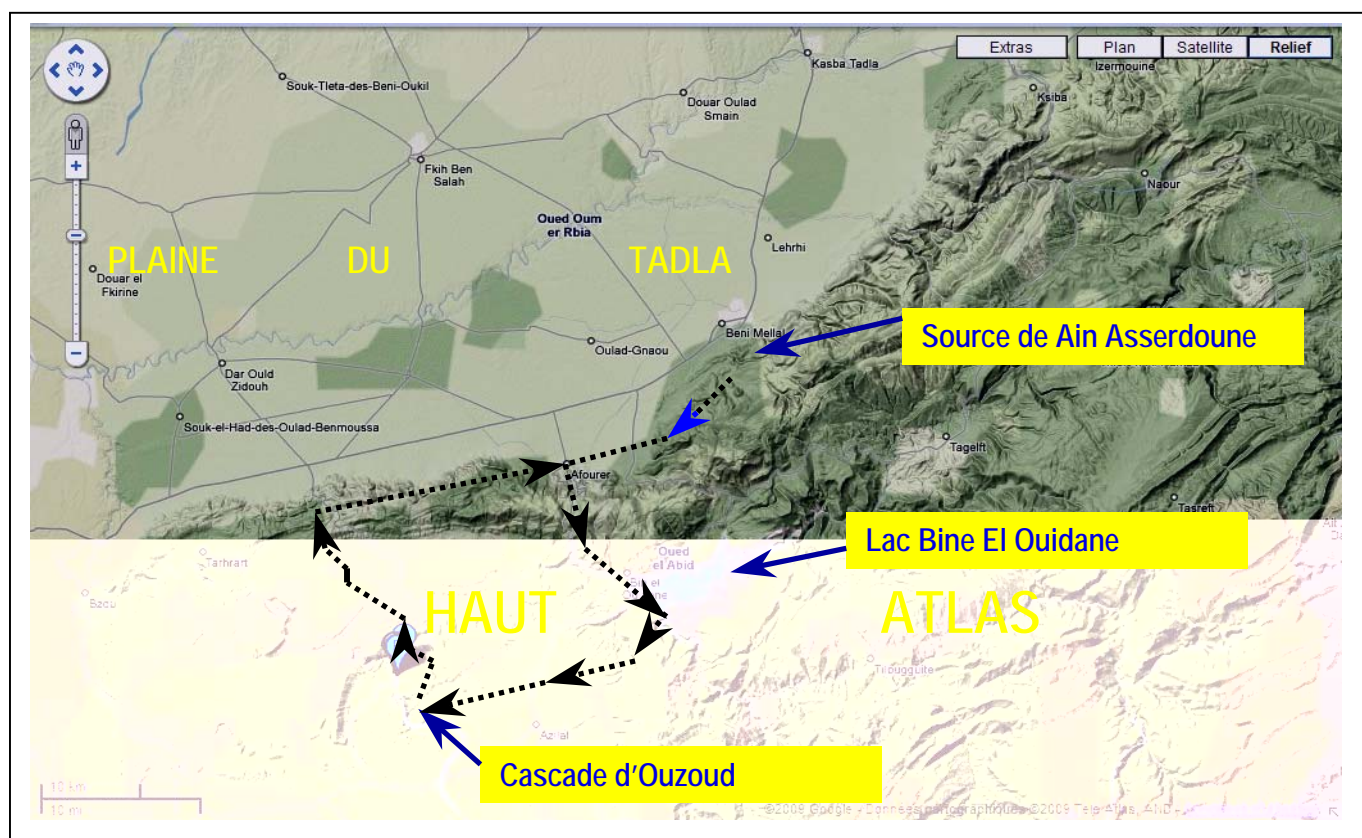 Extras
Plan
Satellite
Relief
Izermouine
Kasba Tadla
Souk-Tleta-des-Beni-Oukil
Douar Oulad
Smain
Ksiba
Fkih Ben
Salah
Naour
Oued Oum
er Rbia
Lehrhi
PLAINE DU TADLA
Douar el
Fkirine
Beni Mellal
Source de Ain Asserdoune
Oulad-Gnaou
Dar Ould
Zidouh
Souk-el-Had-des-Oulad-Benmoussa
Tagelft
Afourer
Tasreft
Lac Bine El Ouidane
Tarhrart
Oued
el Abid
Bzou
HAUT ATLAS
Tilougguite
Cascade d'Ouzoud
10 km
10 mi
©2009 Google - Données cartographiques ©2009 Tele Atlas, AND -